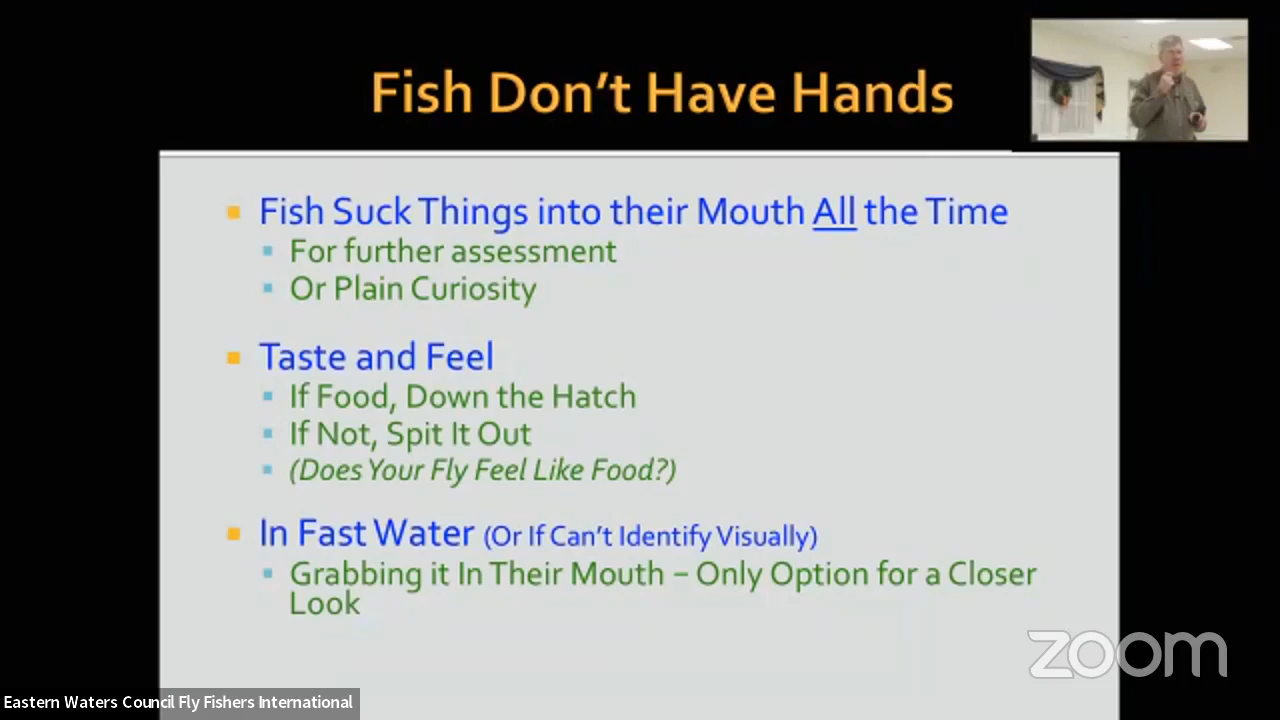 Fish Don't Have Hands
Fish Suck Things into their Mouth All the Time
For further assessment
Or Plain Curiosity
Taste and Feel
If Food, Down the Hatch
If Not, Spit It Out
(Does Your Fly Feel Like Food?)
In Fast Water (Or If Can't Identify Visually)
Grabbing it In Their Mouth – Only Option for a Closer
Look
zoom
Eastern Waters Council Fly Fishers International